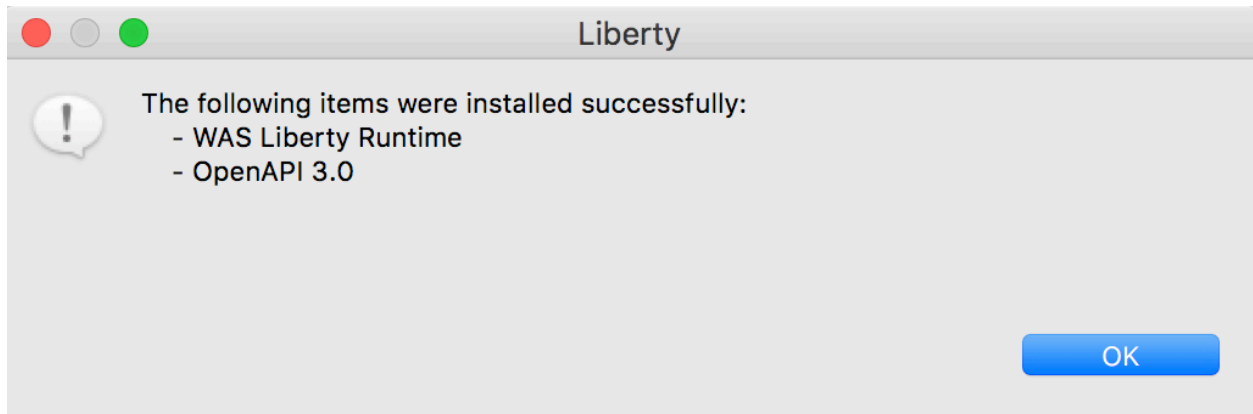 Liberty
The following items were installed successfully:
- WAS Liberty Runtime
- OpenAPI 3.0
OK